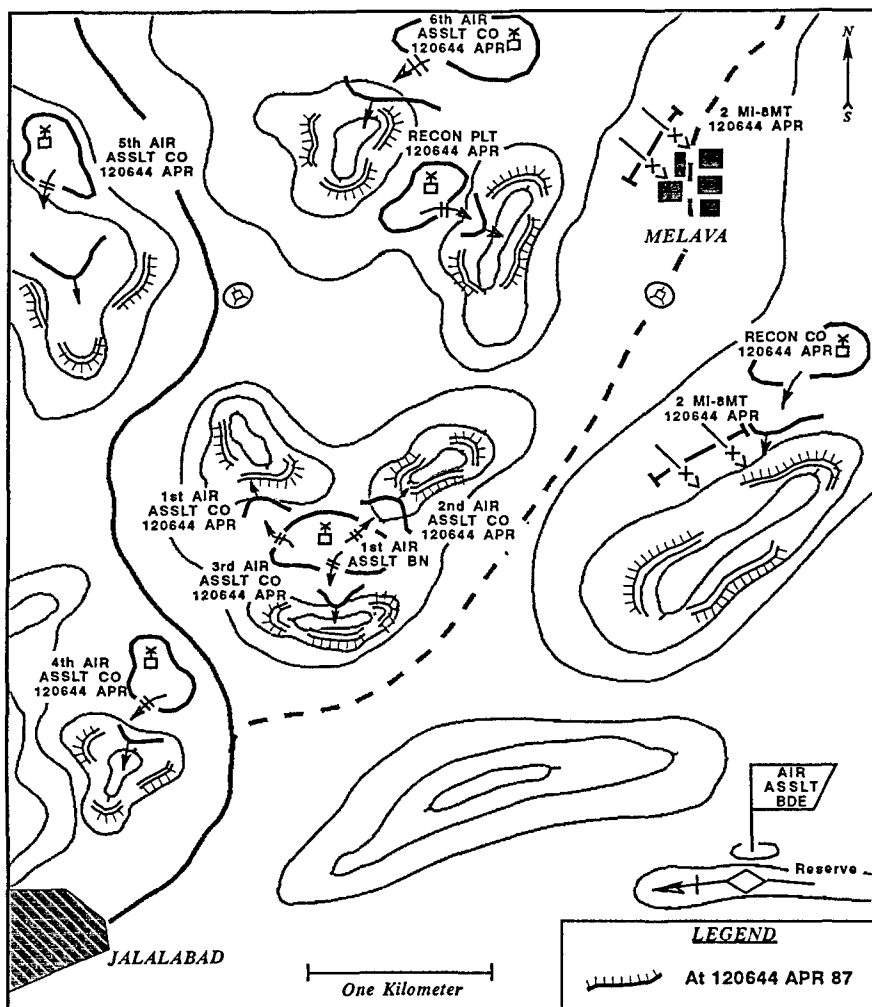 6th AIR
ASSLT CO
120644 APR
N
S
5th AIR
ASSLT CO
120644 APR
RECON PLT
120644 APR
2 MI-8MT
120644 APR
MELAVA
RECON CO
120644 APR
2 MI-8MT
120644 APR
1st AIR
ASSLT CO
120644 APR
2nd AIR
ASSLT CO
120644 APR
1st AIR
ASSLT BN
3rd AIR
ASSLT CO
120644 APR
4th AIR
ASSLT CO
120644 APR
AIR
ASSLT
BDE
Reserve
JALALABAD
One Kilometer
LEGEND
At 120644 APR 87